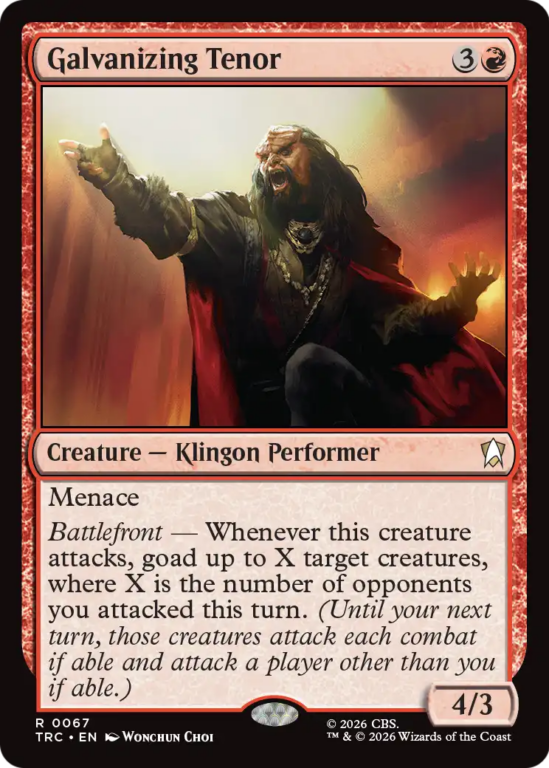 Galvanizing Tenor 3
Creature — Klingon Performer
Menace
Battlefront — Whenever this creature
attacks, goad up to X target creatures,
where X is the number of opponents
you attacked this turn. (Until your next
turn, those creatures attack each combat
if able and attack a player other than you
if able.)
4/3
R 0067
TRC • EN Wonchun Choi
© 2026 CBS.
™ & © 2026 Wizards of the Coast